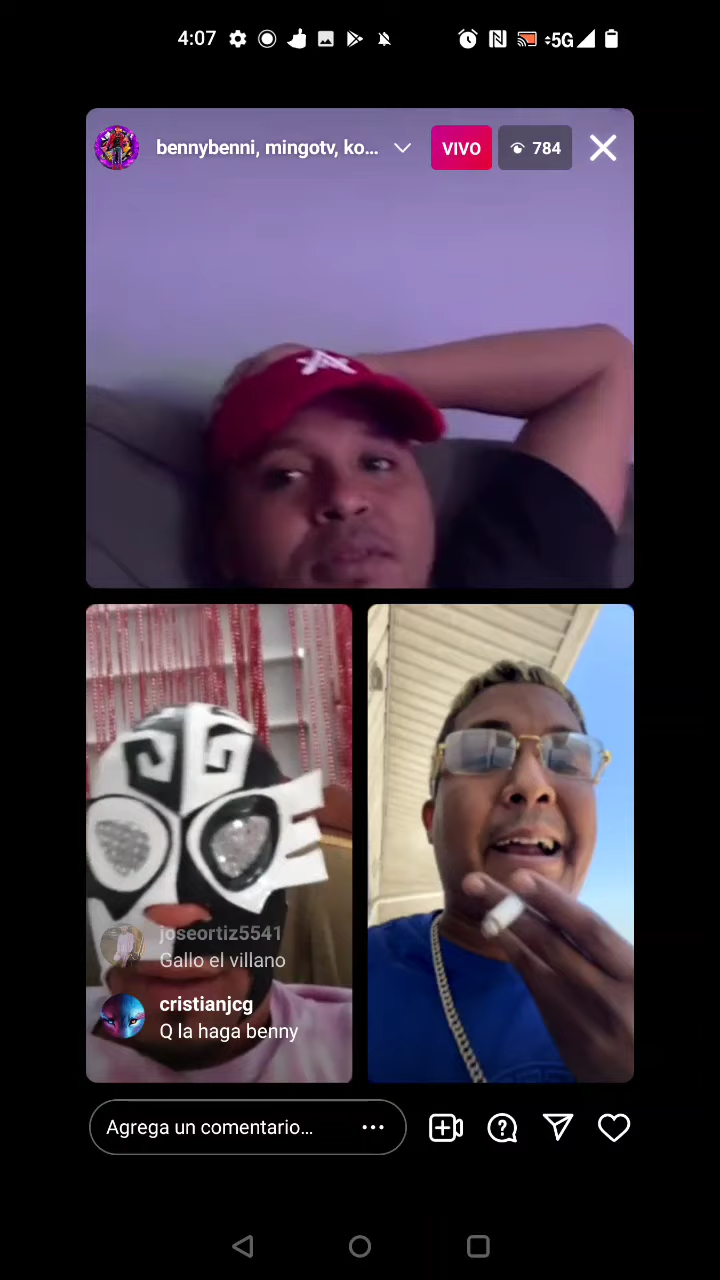 4:07
5G
bennybenni, mingotv, ko...
VIVO
784
A
joseortiz5541
Gallo el villano
cristianjcg
Q la haga benny
Agrega un comentario...